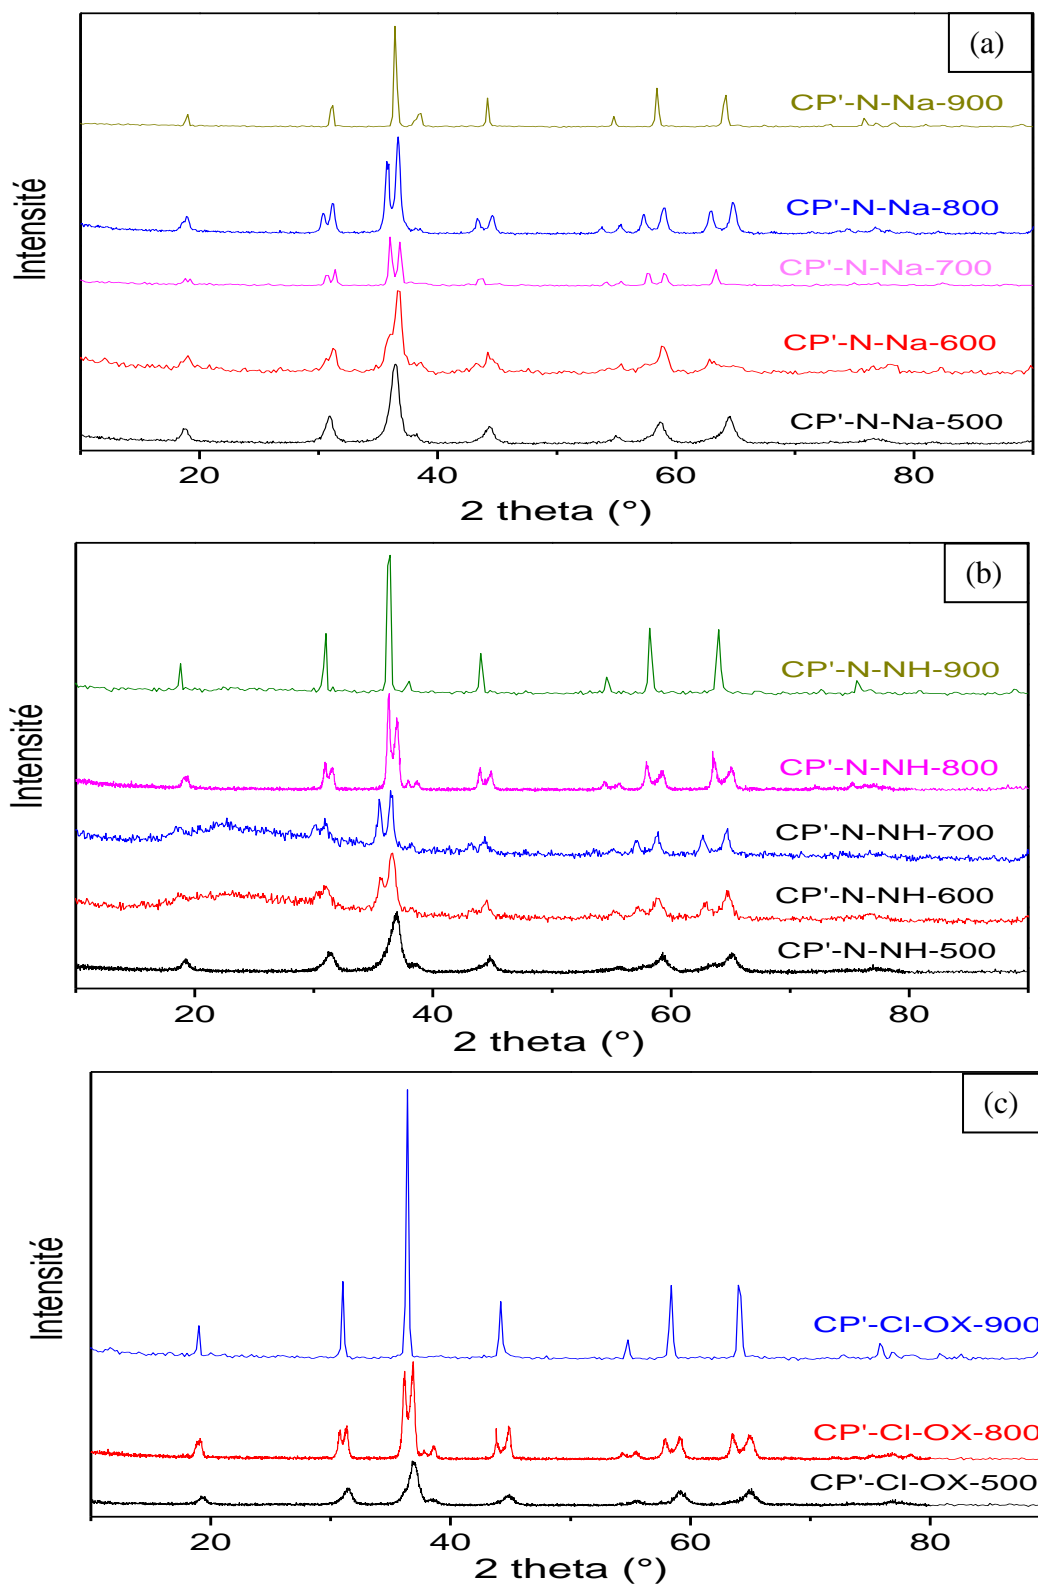 (a)
CP'-N-Na-900
CP'-N-Na-800
CP'-N-Na-700
CP'-N-Na-600
CP'-N-Na-500
Intensité
20 40 60 80
2 theta (°)
(b)
CP'-N-NH-900
CP'-N-NH-800
CP'-N-NH-700
CP'-N-NH-600
CP'-N-NH-500
Intensité
20 40 60 80
2 theta (°)
(c)
CP'-Cl-OX-900
CP'-Cl-OX-800
CP'-Cl-OX-500
Intensité
20 40 60 80
2 theta (°)